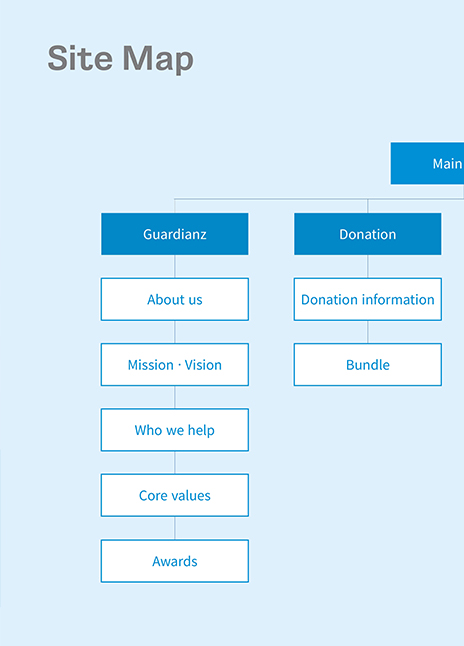 Site Map
Main
Guardianz
Donation
About us
Donation information
Mission · Vision
Bundle
Who we help
Core values
Awards